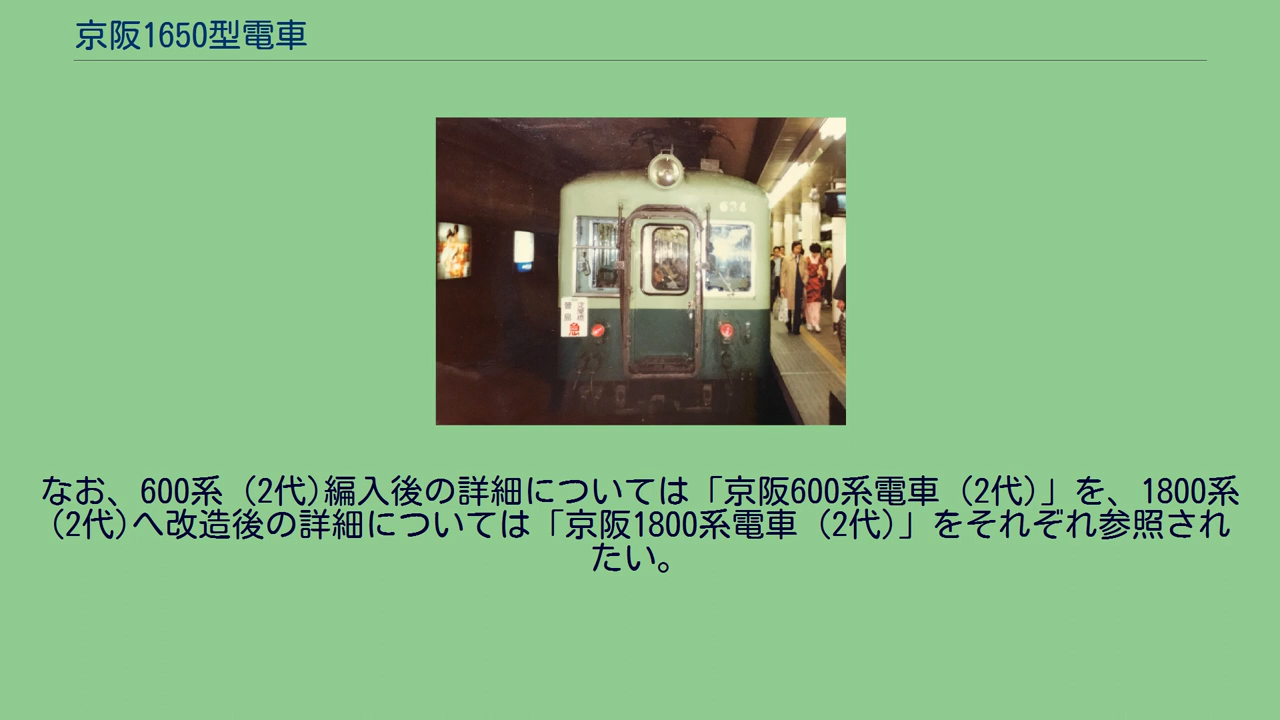 京阪1650型電車
634
急
なお、600系（2代）編入後の詳細については「京阪600系電車（2代）」を、1800系
（2代）へ改造後の詳細については「京阪1800系電車（2代）」をそれぞれ参照され
たい。